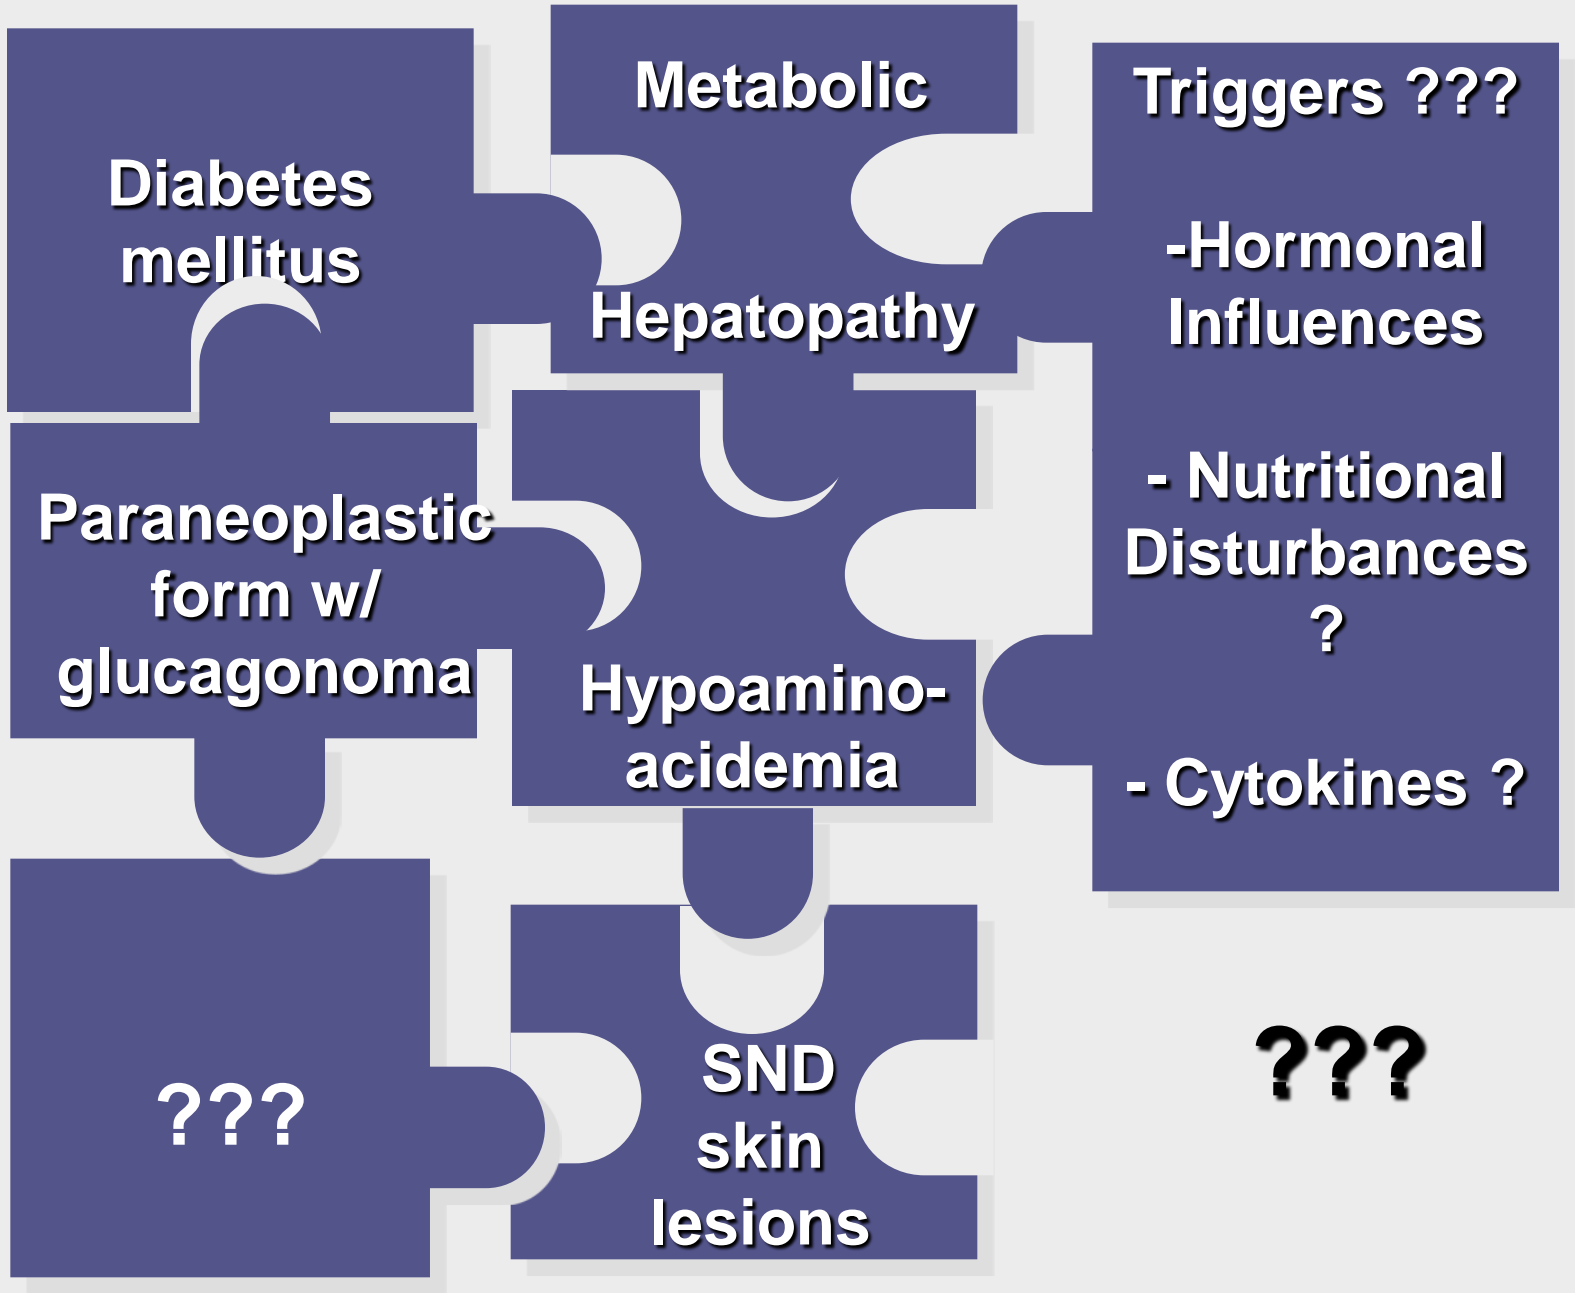 Diabetes
mellitus
Metabolic
Hepatopathy
Triggers ???
-Hormonal
Influences
- Nutritional
Disturbances
?
- Cytokines ?
Paraneoplastic
form w/
glucagonoma
Hypoamino-
acidemia
???
SND
skin
lesions
???